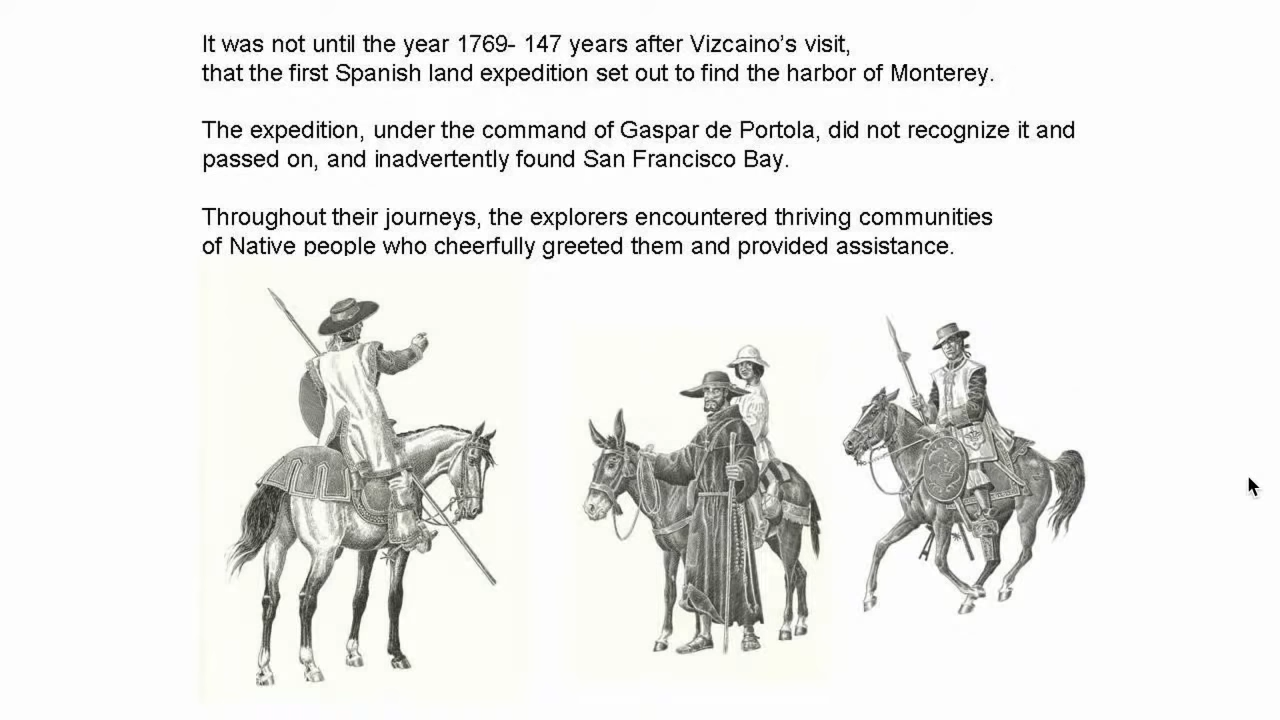 It was not until the year 1769- 147 years after Vizcaino's visit,
that the first Spanish land expedition set out to find the harbor of Monterey.
The expedition, under the command of Gaspar de Portola, did not recognize it and
passed on, and inadvertently found San Francisco Bay.
Throughout their journeys, the explorers encountered thriving communities
of Native people who cheerfully greeted them and provided assistance.